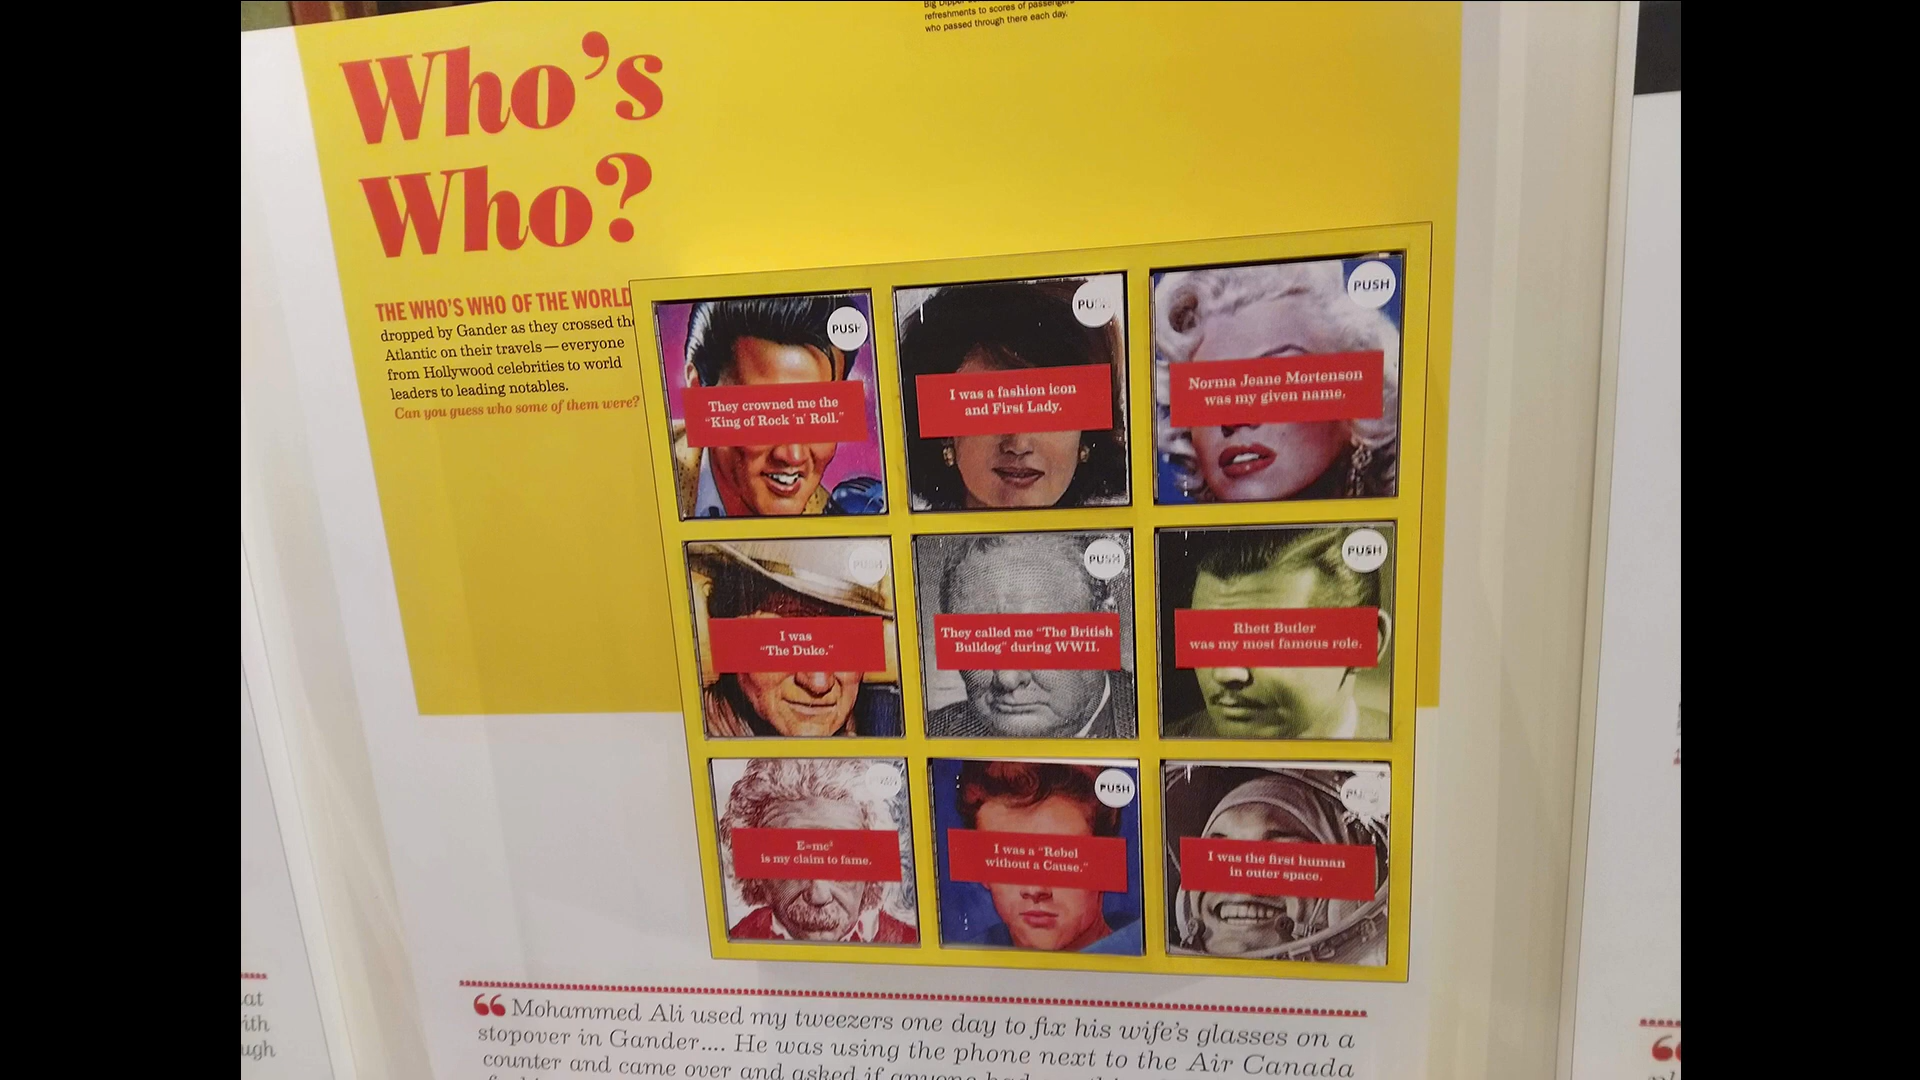 refreshments to scores of passengers
who passed through there each day.
Who's
Who?
THE WHO'S WHO OF THE WORLD
dropped by Gander as they crossed the
Atlantic on their travels — everyone
from Hollywood celebrities to world
leaders to leading notables.
Can you guess who some of them were?
PUSH
They crowned me the
"King of Rock 'n' Roll."
PUSH
I was a fashion icon
and First Lady.
PUSH
Norma Jeane Mortenson
was my given name.
PUSH
I was
"The Duke."
PUSH
They called me "The British
Bulldog" during WWII.
PUSH
Rhett Butler
was my most famous role.
E=mc²
is my claim to fame.
PUSH
I was a "Rebel
without a Cause."
PUSH
I was the first human
in outer space.
“Mohammed Ali used my tweezers one day to fix his wife's glasses on a
stopover in Gander.... He was using the phone next to the Air Canada
counter and came over and asked if anyone had